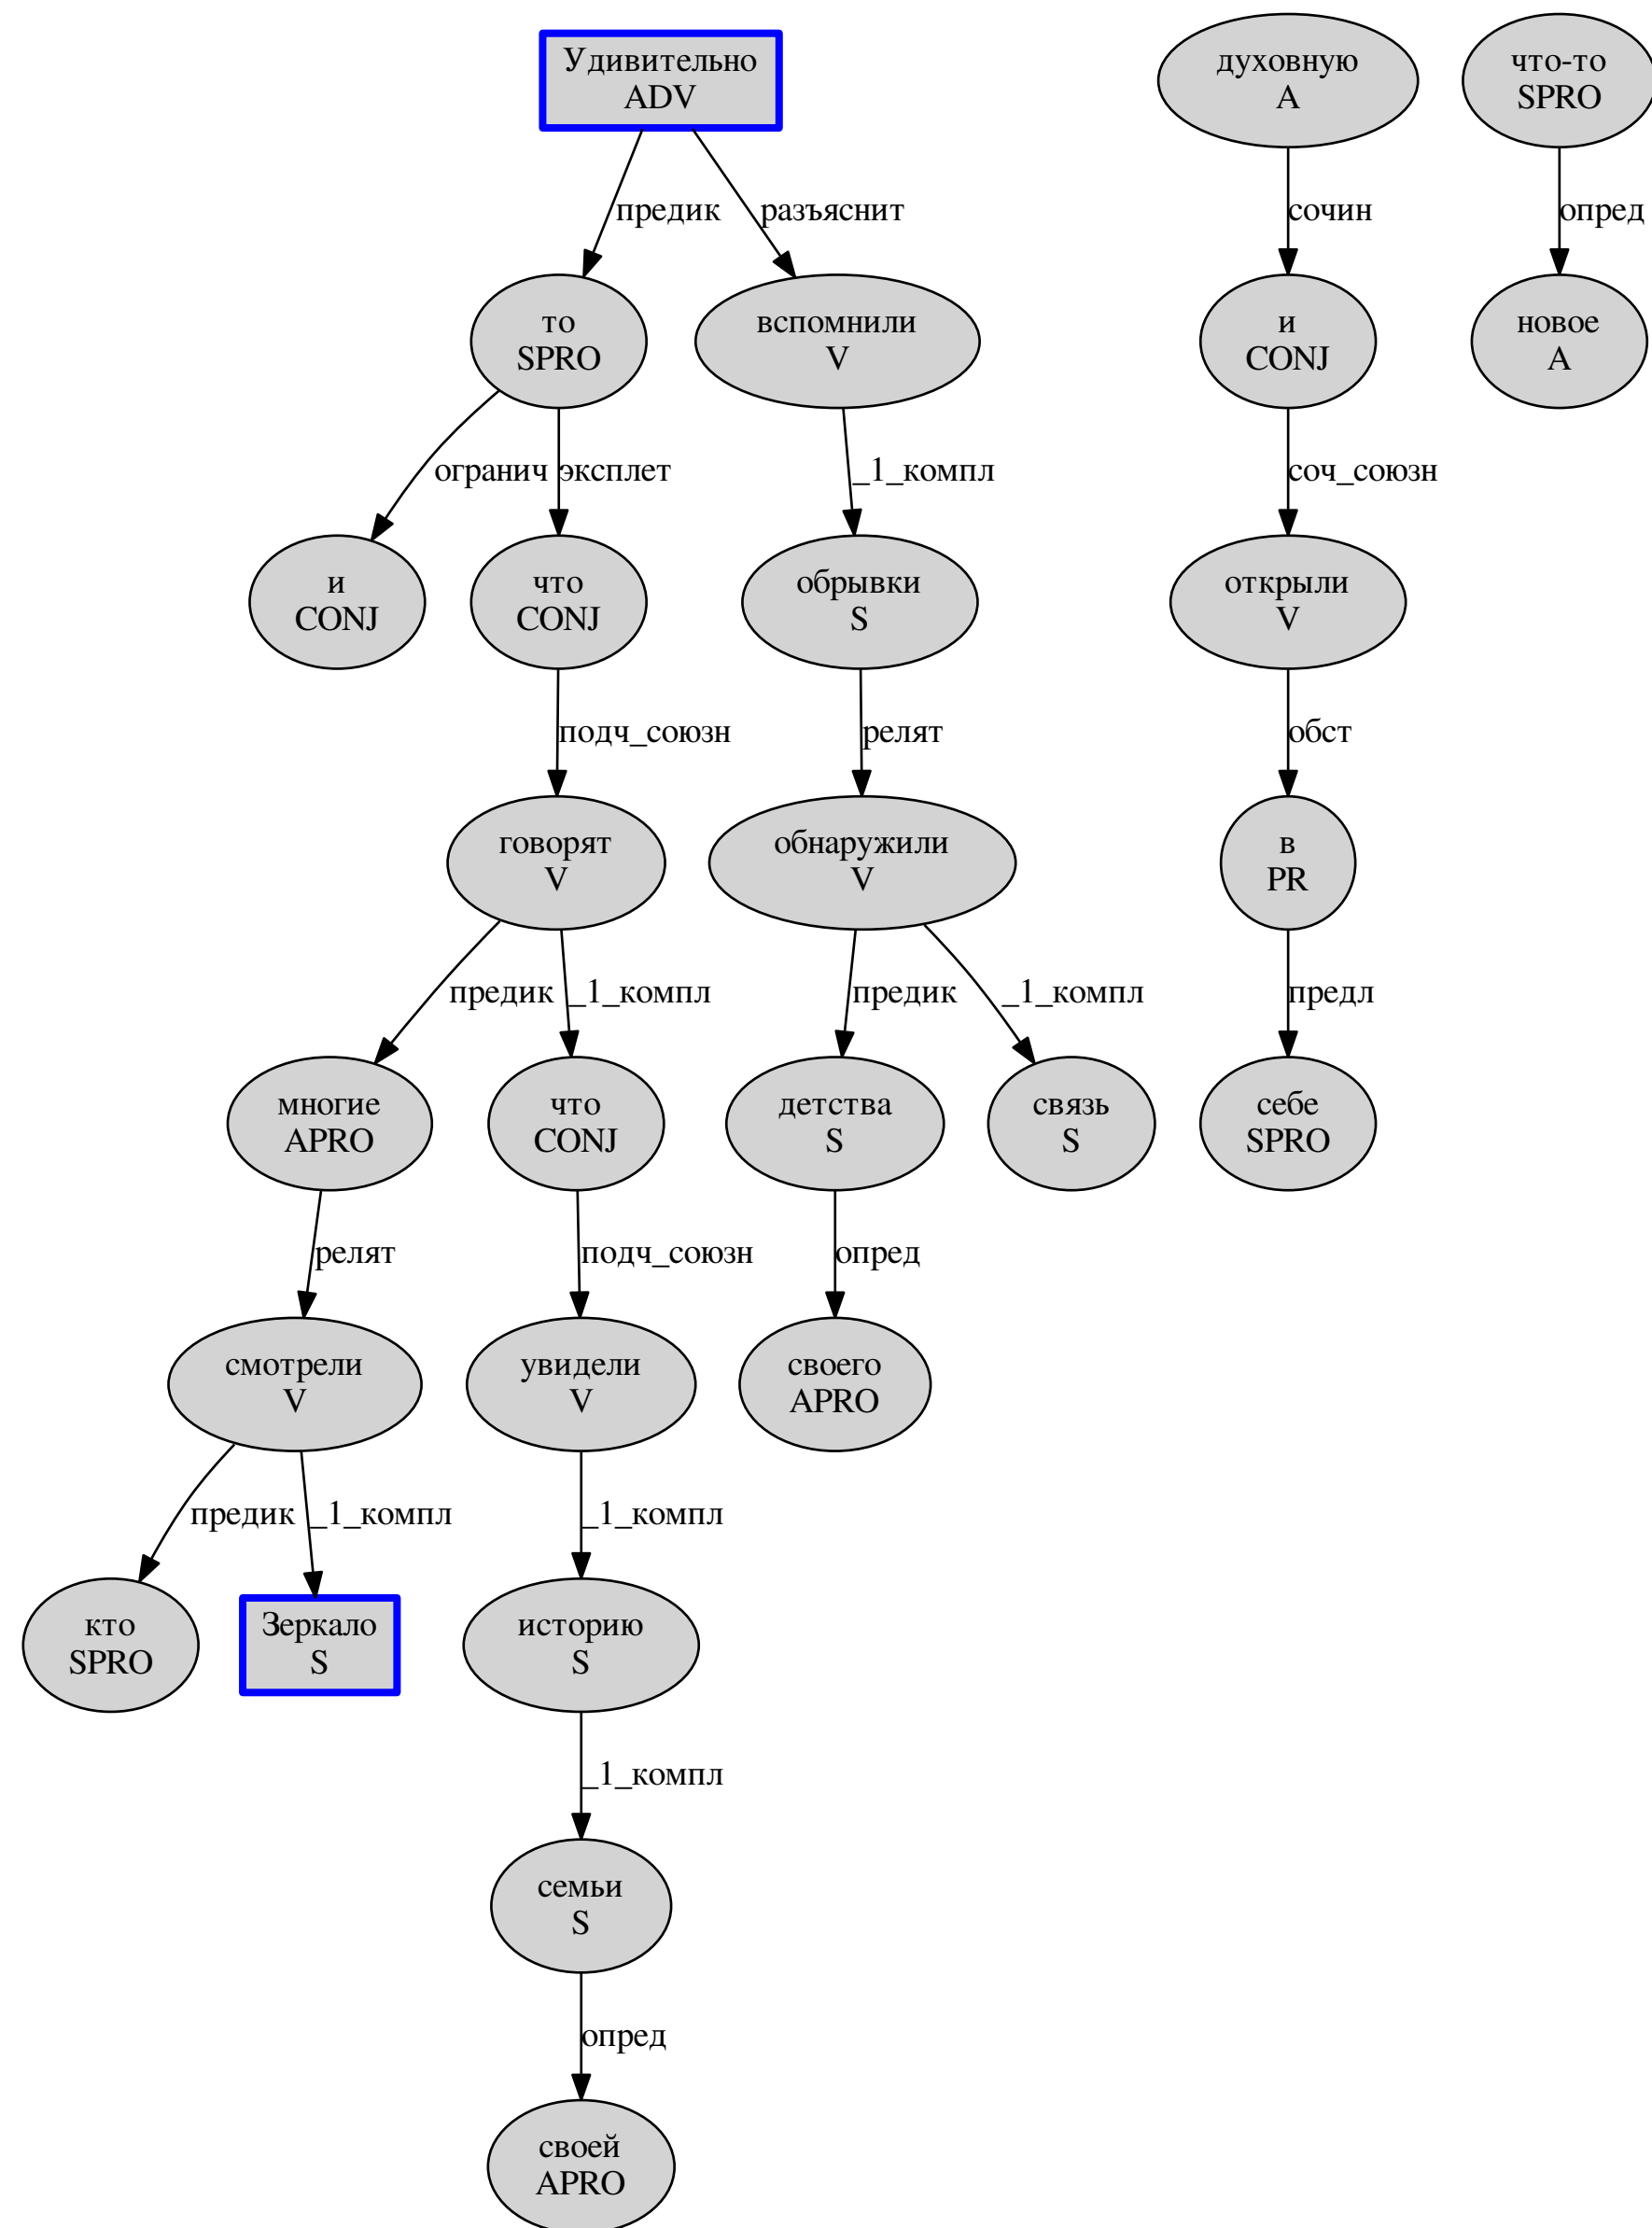 Удивительно
ADV
духовную
A
что-то
SPRO
предик
разъяснит
сочин
опред
то
SPRO
вспомнили
V
и
CONJ
новое
A
огранич
эксплет
_1_компл
соч_союзн
и
CONJ
что
CONJ
обрывки
S
открыли
V
подч_союзн
релят
обст
говорят
V
обнаружили
V
в
PR
предик
_1_компл
предик
_1_компл
предл
многие
APRO
что
CONJ
детства
S
связь
S
себе
SPRO
релят
подч_союзн
опред
смотрели
V
увидели
V
своего
APRO
предик
_1_компл
_1_компл
кто
SPRO
Зеркало
S
историю
S
_1_компл
семьи
S
опред
своей
APRO